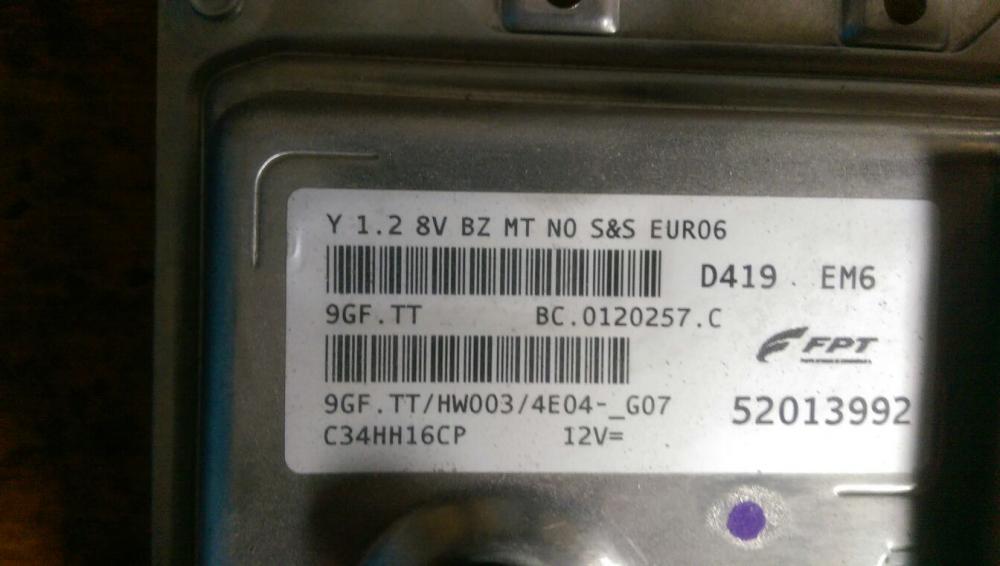 Y 1.2 8V BZ MT NO S&S EURO6
D419 EM6
9GF.TT BC.0120257.C
FPT
9GF.TT/HW003/4E04-_G07
52013992
C34HH16CP 12V=